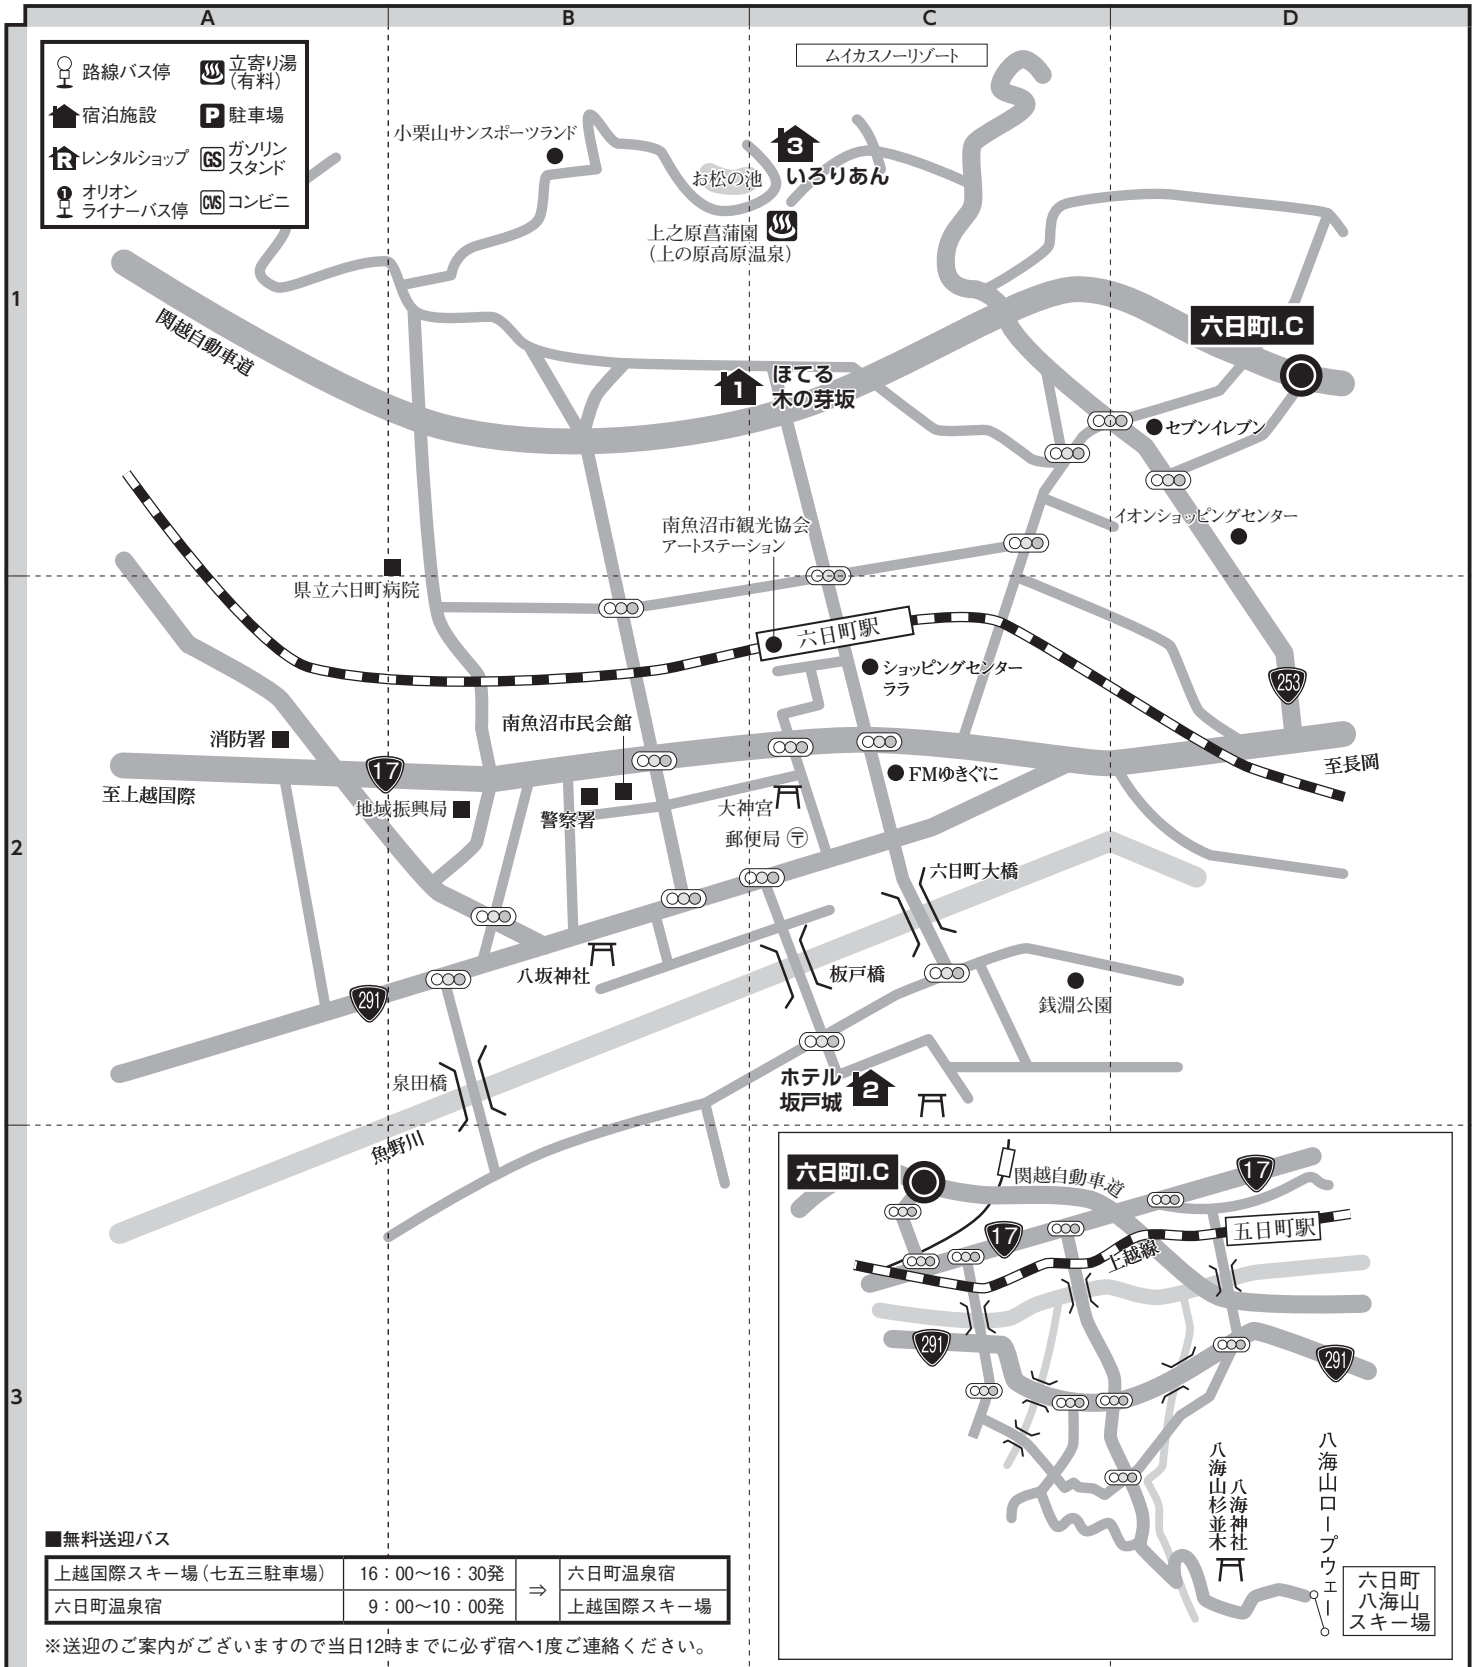 A
B
C
D
1
2
3
路線バス停
立寄り湯
（有料）
宿泊施設
P
駐車場
R
レンタルショップ
GS
ガソリン
スタンド
1
オリオン
ライナーバス停
CVS
コンビニ
ムイカスノーリゾート
小栗山サンスポーツランド
お松の池
3
いろりあん
上之原菖蒲園
（上の原高原温泉）
関越自動車道
六日町I.C
1
ほてる
木の芽坂
セブンイレブン
イオンショッピングセンター
南魚沼市観光協会
アートステーション
県立六日町病院
六日町駅
ショッピングセンター
ララ
253
南魚沼市民会館
消防署
17
至上越国際
至長岡
地域振興局
警察署
FMゆきぐに
大神宮
郵便局 〒
六日町大橋
八坂神社
板戸橋
291
銭淵公園
泉田橋
ホテル
坂戸城
2
魚野川
六日町I.C
関越自動車道
17
17
五日町駅
上越線
291
291
八海山杉並木
八海神社
八海山ロープウェー
六日町
八海山
スキー場
■無料送迎バス
上越国際スキー場（七五三駐車場） 16：00〜16：30発 ⇒ 六日町温泉宿
六日町温泉宿 9：00〜10：00発 上越国際スキー場
※送迎のご案内がございますので当日12時までに必ず宿へ1度ご連絡ください。